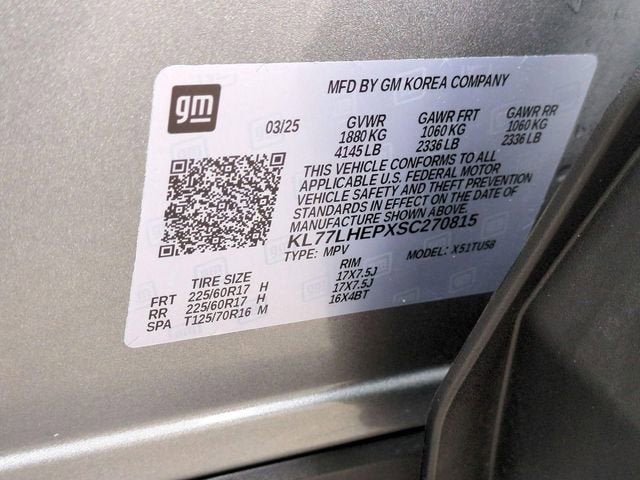 MFD BY GM KOREA COMPANY
gm
03/25 GVWR GAWR FRT GAWR RR
1880 KG 1060 KG 1060 KG
4145 LB 2336 LB 2336 LB
THIS VEHICLE CONFORMS TO ALL
APPLICABLE U.S. FEDERAL MOTOR
VEHICLE SAFETY AND THEFT PREVENTION
STANDARDS IN EFFECT ON THE DATE OF
MANUFACTURE SHOWN ABOVE.
KL77LHEPXSC270815
TYPE: MPV MODEL: X51TU58
TIRE SIZE RIM
FRT 225/60R17 H 17X7.5J
RR 225/60R17 H 17X7.5J
SPA T125/70R16 M 16X4BT